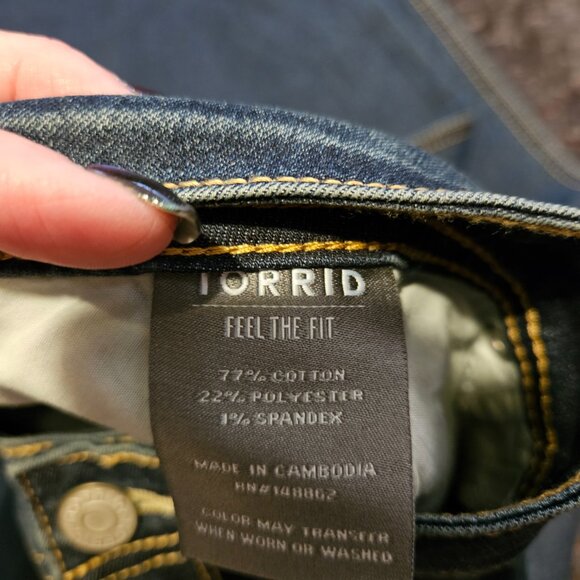 TORRID
FEEL THE FIT
77% COTTON
22% POLYESTER
1% SPANDEX
MADE IN CAMBODIA
RN#148862
COLOR MAY TRANSFER
WHEN WORN OR WASHED